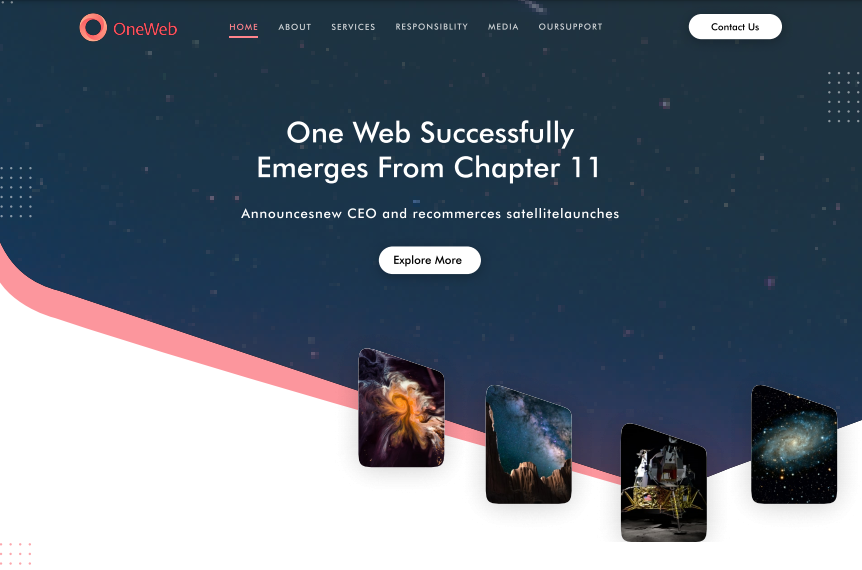 OneWeb
HOME ABOUT SERVICES RESPONSIBLITY MEDIA OURSUPPORT
Contact Us
One Web Successfully
Emerges From Chapter 11
Announcesnew CEO and recommerces satellitelaunches
Explore More